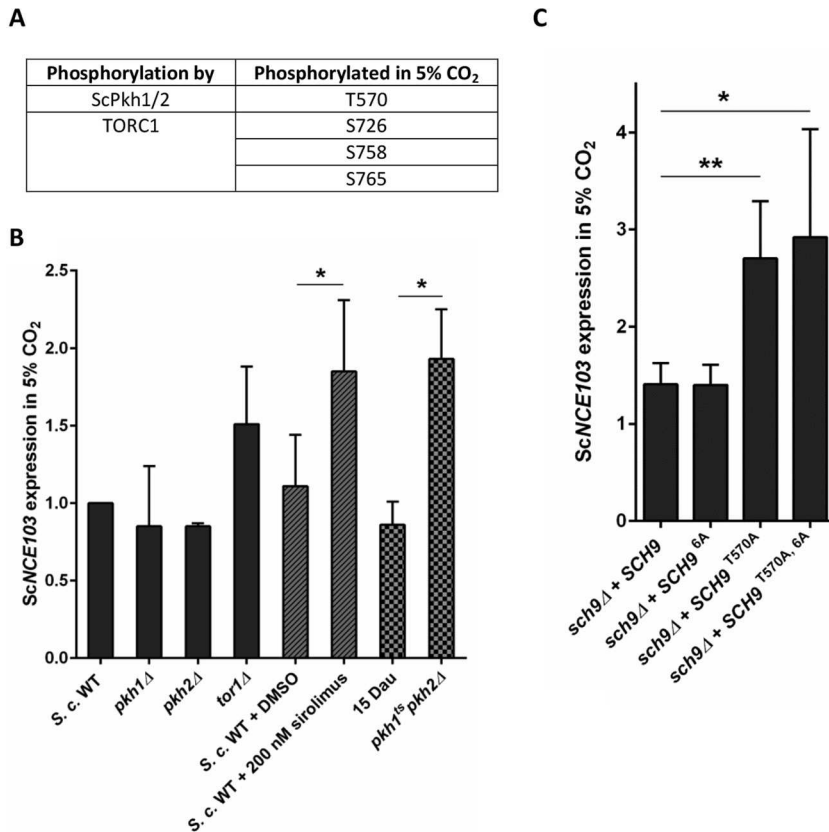 A
Phosphorylation by Phosphorylated in 5% CO2
ScPkh1/2 T570
TORC1 S726
S758
S765
B
ScNCE103 expression in 5% CO2
2.5
2.0
1.5
1.0
0.5
0.0
*
*
S. c. WT
pkh1Δ
pkh2Δ
tor1Δ
S. c. WT + DMSO
S. c. WT + 200 nM sirolimus
15 Dau
pkh1ts pkh2Δ
C
ScNCE103 expression in 5% CO2
4
3
2
1
0
*
**
sch9Δ + SCH9
sch9Δ + SCH9 6A
sch9Δ + SCH9 T570A
sch9Δ + SCH9 T570A, 6A